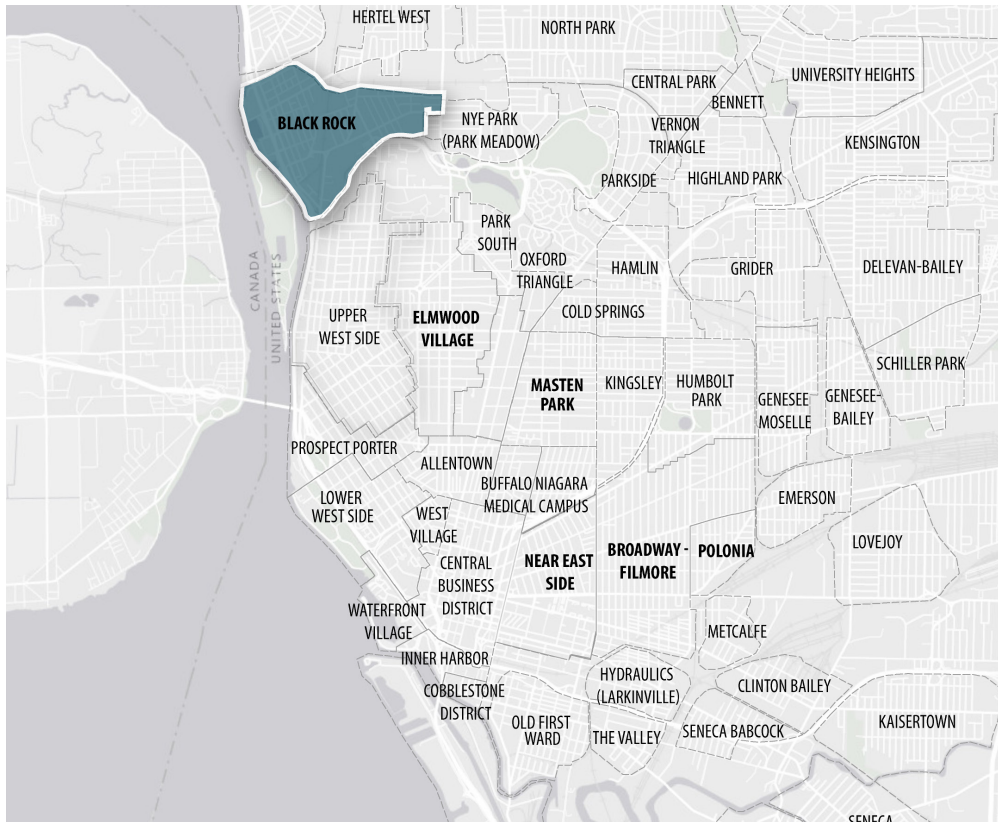 HERTEL WEST
NORTH PARK
CENTRAL PARK
UNIVERSITY HEIGHTS
BENNETT
BLACK ROCK
NYE PARK
(PARK MEADOW)
VERNON
TRIANGLE
KENSINGTON
PARKSIDE
HIGHLAND PARK
PARK
SOUTH
OXFORD
TRIANGLE
HAMLIN
GRIDER
DELEVAN-BAILEY
CANADA
UNITED STATES
UPPER
WEST SIDE
ELMWOOD
VILLAGE
COLD SPRINGS
SCHILLER PARK
MASTEN
PARK
KINGSLEY
HUMBOLT
PARK
GENESEE
MOSELLE
GENESEE-
BAILEY
PROSPECT PORTER
ALLENTOWN
BUFFALO NIAGARA
MEDICAL CAMPUS
LOWER
WEST SIDE
WEST
VILLAGE
EMERSON
LOVEJOY
CENTRAL
BUSINESS
DISTRICT
NEAR EAST
SIDE
BROADWAY -
FILMORE
POLONIA
WATERFRONT
VILLAGE
METCALFE
INNER HARBOR
HYDRAULICS
(LARKINVILLE)
CLINTON BAILEY
COBBLESTONE
DISTRICT
OLD FIRST
WARD
THE VALLEY
SENECA BABCOCK
KAISERTOWN
SENECA